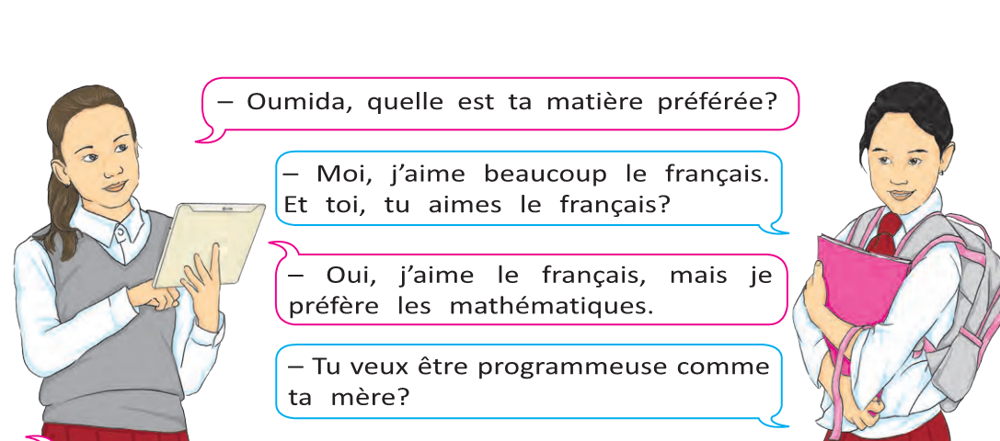 – Oumida, quelle est ta matière préférée?
– Moi, j’aime beaucoup le français.
Et toi, tu aimes le français?
– Oui, j’aime le français, mais je
préfère les mathématiques.
– Tu veux être programmeuse comme
ta mère?